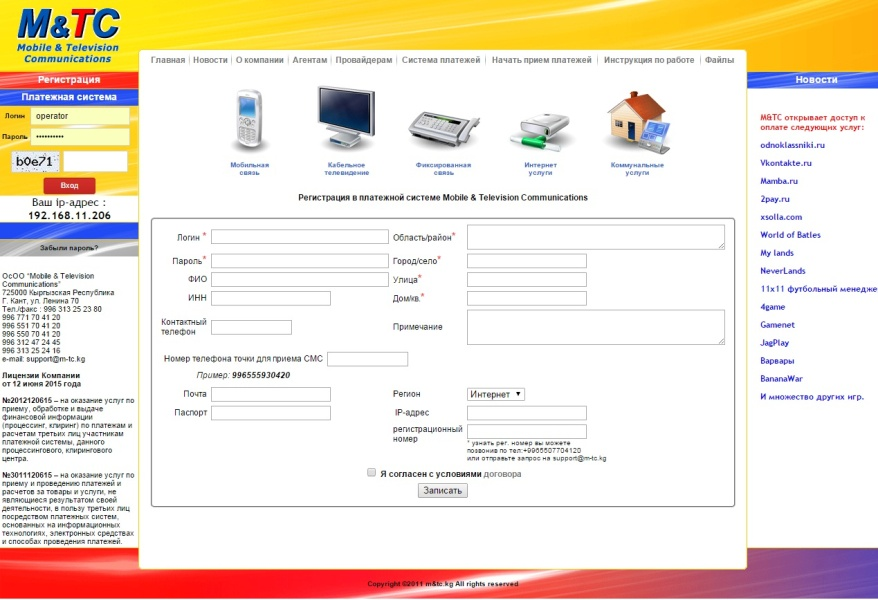 M&TC
Mobile & Television
Communications
Регистрация
Платежная система
Логин operator
Пароль ••••••••••
b0e71
Вход
Ваш ip-адрес :
192.168.11.206
Забыли пароль?
ОсОО "Mobile & Television
Communications"
725000 Кыргызская Республика
Г. Кант, ул. Ленина 70
Тел./факс : 996 313 25 23 80
996 771 70 41 20
996 551 70 41 20
996 550 70 41 20
996 312 47 24 45
996 313 25 24 16
e-mail: support@m-tc.kg
Лицензии Компании
от 12 июня 2015 года
№2012120615 – на оказание услуг по
приему, обработке и выдаче
финансовой информации
(процессинг, клиринг) по платежам и
расчетам третьих лиц участникам
платежной системы, данного
процессингового, клирингового
центра.
№3011120615 – на оказание услуг по
приему и проведению платежей и
расчетов за товары и услуги, не
являющиеся результатом своей
деятельности, в пользу третьих лиц
посредством платежных систем,
основанных на информационных
технологиях, электронных средствах
и способах проведения платежей.
Главная | Новости | О компании | Агентам | Провайдерам | Система платежей | Начать прием платежей | Инструкция по работе | Файлы
Мобильная
связь
Кабельное
телевидение
Фиксированная
связь
Интернет
услуги
Коммунальные
услуги
Регистрация в платежной системе Mobile & Television Communications
Логин *
Область/район*
Пароль*
Город/село*
ФИО
Улица*
ИНН
Дом/кв.*
Контактный
телефон
Примечание
Номер телефона точки для приема СМС
Пример: 996555930420
Почта
Регион Интернет
Паспорт
IP-адрес
регистрационный
номер
* узнать рег. номер вы можете
позвонив по тел:+9965507704120
или отправьте запрос на support@m-tc.kg
Я согласен с условиями договора
Записать
Новости
M&TC открывает доступ к
оплате следующих услуг:
odnoklassniki.ru
Vkontakte.ru
Mamba.ru
2pay.ru
xsolla.com
World of Batles
My lands
NeverLands
11x11 футбольный менедже
4game
Gamenet
JagPlay
Варвары
BananaWar
И множество других игр.
Copyright ©2011 m&tc.kg All rights reserved